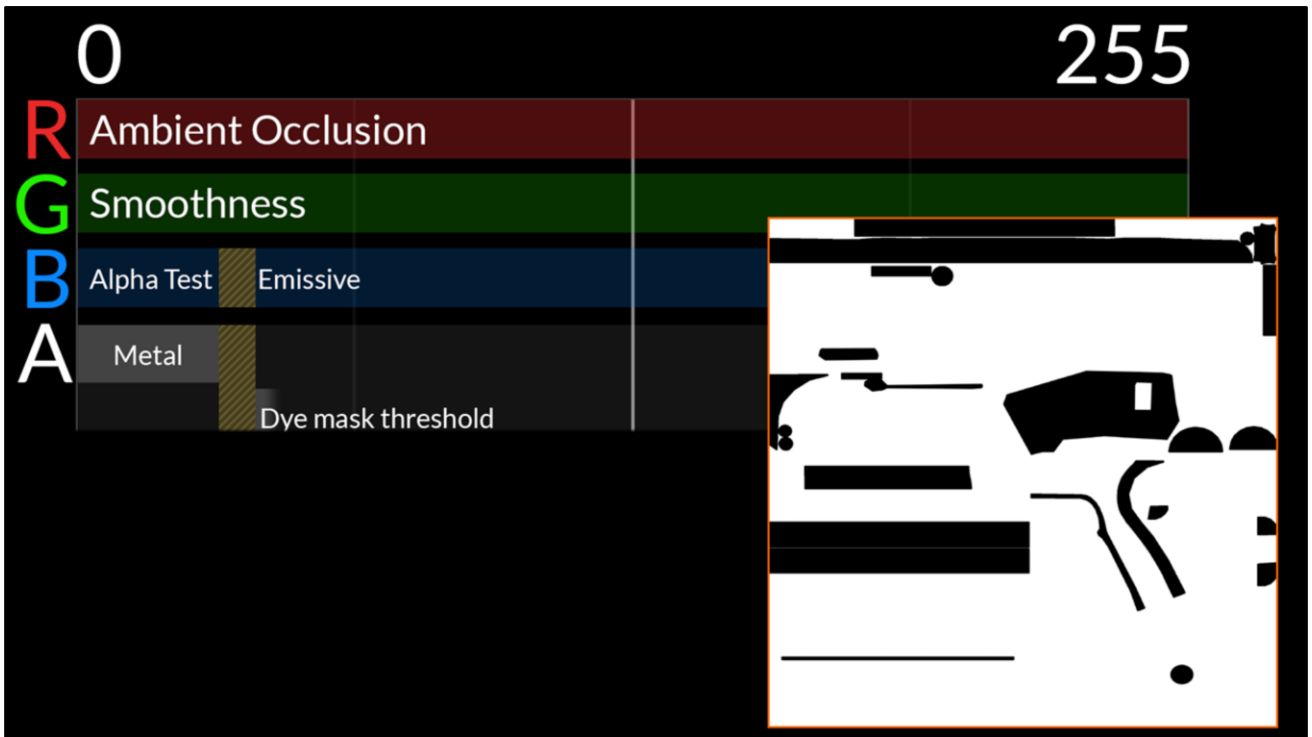 0 255
R Ambient Occlusion
G Smoothness
B Alpha Test Emissive
A Metal
Dye mask threshold